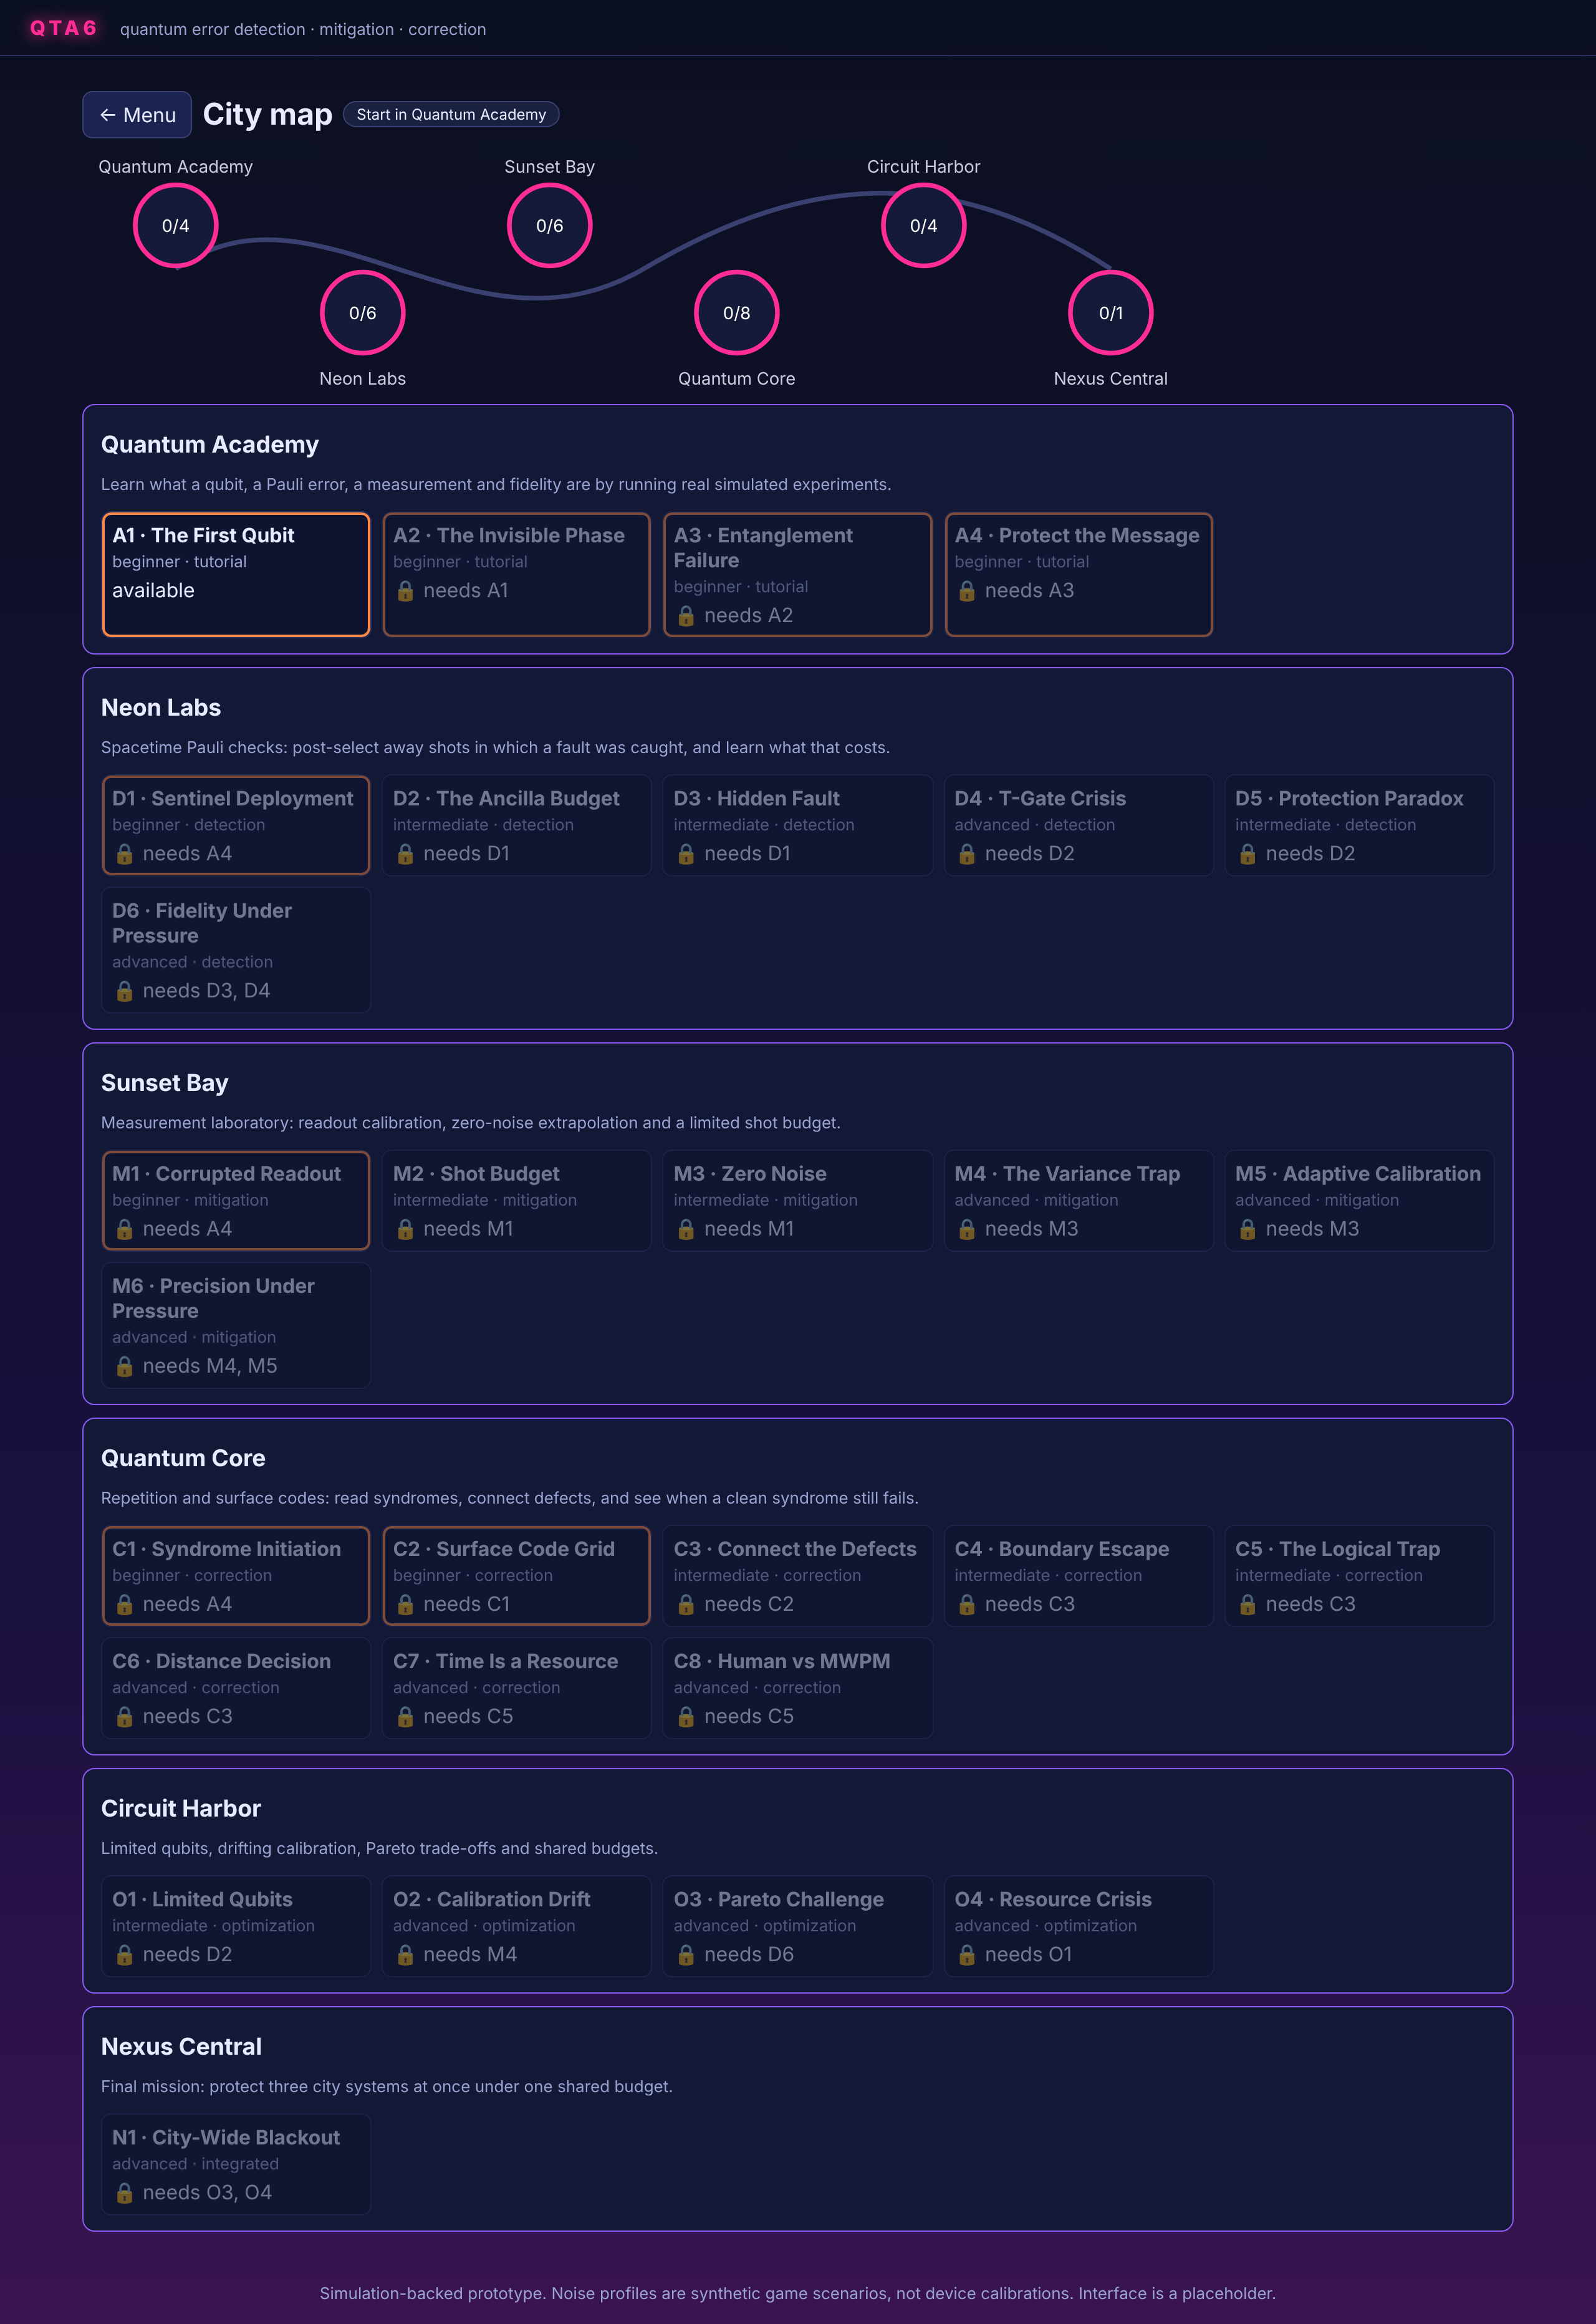 QTA6
quantum error detection · mitigation · correction
← Menu
City map
Start in Quantum Academy
Quantum Academy
Sunset Bay
Circuit Harbor
0/4
0/6
0/4
0/6
0/8
0/1
Neon Labs
Quantum Core
Nexus Central
Quantum Academy
Learn what a qubit, a Pauli error, a measurement and fidelity are by running real simulated experiments.
A1 · The First Qubit
beginner · tutorial
available
A2 · The Invisible Phase
beginner · tutorial
🔒 needs A1
A3 · Entanglement
Failure
beginner · tutorial
🔒 needs A2
A4 · Protect the Message
beginner · tutorial
🔒 needs A3
Neon Labs
Spacetime Pauli checks: post-select away shots in which a fault was caught, and learn what that costs.
D1 · Sentinel Deployment
beginner · detection
🔒 needs A4
D2 · The Ancilla Budget
intermediate · detection
🔒 needs D1
D3 · Hidden Fault
intermediate · detection
🔒 needs D1
D4 · T-Gate Crisis
advanced · detection
🔒 needs D2
D5 · Protection Paradox
intermediate · detection
🔒 needs D2
D6 · Fidelity Under
Pressure
advanced · detection
🔒 needs D3, D4
Sunset Bay
Measurement laboratory: readout calibration, zero-noise extrapolation and a limited shot budget.
M1 · Corrupted Readout
beginner · mitigation
🔒 needs A4
M2 · Shot Budget
intermediate · mitigation
🔒 needs M1
M3 · Zero Noise
intermediate · mitigation
🔒 needs M1
M4 · The Variance Trap
advanced · mitigation
🔒 needs M3
M5 · Adaptive Calibration
advanced · mitigation
🔒 needs M3
M6 · Precision Under
Pressure
advanced · mitigation
🔒 needs M4, M5
Quantum Core
Repetition and surface codes: read syndromes, connect defects, and see when a clean syndrome still fails.
C1 · Syndrome Initiation
beginner · correction
🔒 needs A4
C2 · Surface Code Grid
beginner · correction
🔒 needs C1
C3 · Connect the Defects
intermediate · correction
🔒 needs C2
C4 · Boundary Escape
intermediate · correction
🔒 needs C3
C5 · The Logical Trap
intermediate · correction
🔒 needs C3
C6 · Distance Decision
advanced · correction
🔒 needs C3
C7 · Time Is a Resource
advanced · correction
🔒 needs C5
C8 · Human vs MWPM
advanced · correction
🔒 needs C5
Circuit Harbor
Limited qubits, drifting calibration, Pareto trade-offs and shared budgets.
O1 · Limited Qubits
intermediate · optimization
🔒 needs D2
O2 · Calibration Drift
advanced · optimization
🔒 needs M4
O3 · Pareto Challenge
advanced · optimization
🔒 needs D6
O4 · Resource Crisis
advanced · optimization
🔒 needs O1
Nexus Central
Final mission: protect three city systems at once under one shared budget.
N1 · City-Wide Blackout
advanced · integrated
🔒 needs O3, O4
Simulation-backed prototype. Noise profiles are synthetic game scenarios, not device calibrations. Interface is a placeholder.